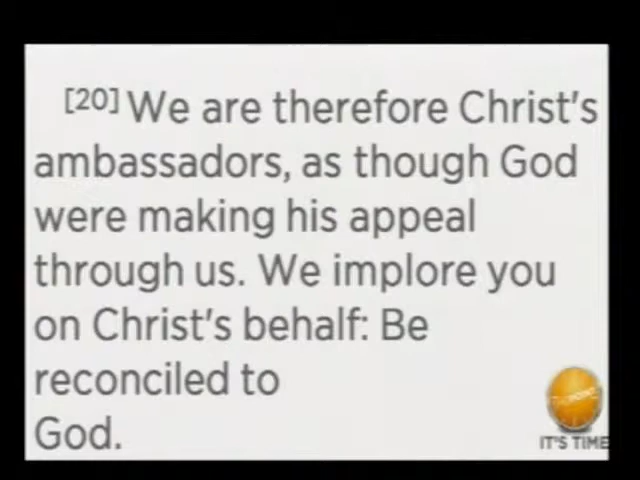 [20] We are therefore Christ's
ambassadors, as though God
were making his appeal
through us. We implore you
on Christ's behalf: Be
reconciled to
God.
IT'S TIME